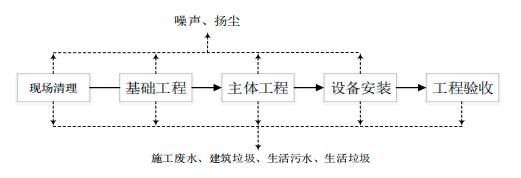 噪声、扬尘
现场清理
基础工程
主体工程
设备安装
工程验收
施工废水、建筑垃圾、生活污水、生活垃圾